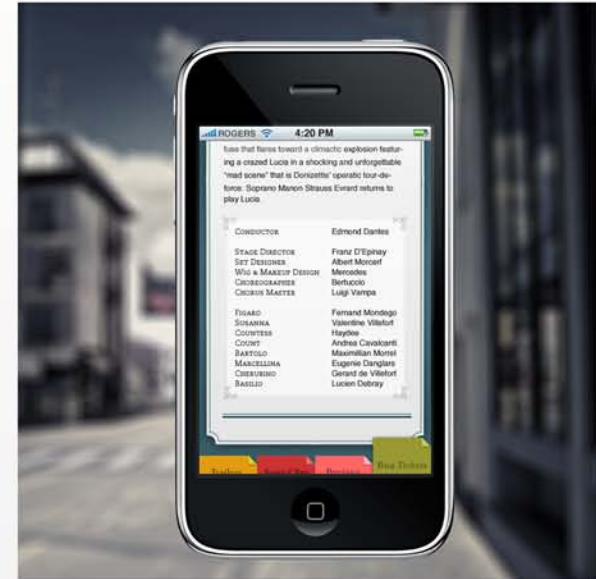 ROGERS 4:20 PM
fuse that flares toward a climactic explosion featur-
ing a crazed Lucia in a shocking and unforgettable
"mad scene" that is Donizettis' operatic tour-de-
force. Soprano Manon Strauss Evrard returns to
play Lucia.
CONDUCTOR Edmond Dantes
STAGE DIRECTOR Franz D'Epinay
SET DESIGNER Albert Morcerf
WIG & MAKEUP DESIGN Mercedes
CHOREOGRAPHER Bertuccio
CHORUS MASTER Luigi Vampa
FIGARO Fernand Mondego
SUSANNA Valentine Villefort
COUNTESS Haydee
COUNT Andrea Cavalcanti
BARTOLO Maximillian Morrel
MARCELLINA Eugenie Danglars
CHERUBINO Gerard de Villefort
BASILIO Lucien Debray
Buy Tickets